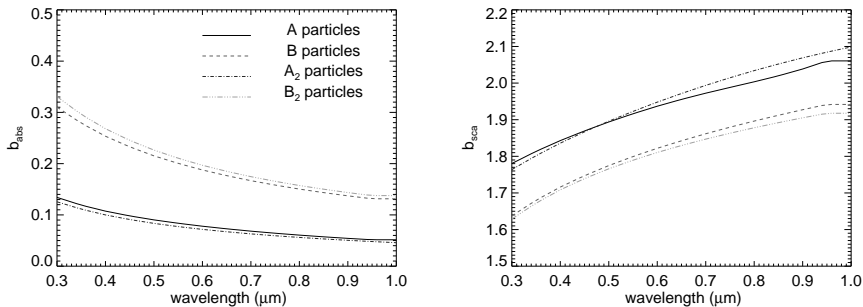 0.5
0.4
0.3
0.2
0.1
0.0
b_abs
A particles
B particles
A₂ particles
B₂ particles
0.3 0.4 0.5 0.6 0.7 0.8 0.9 1.0
wavelength (μm)
2.2
2.1
2.0
1.9
1.8
1.7
1.6
1.5
b_sca
0.3 0.4 0.5 0.6 0.7 0.8 0.9 1.0
wavelength (μm)